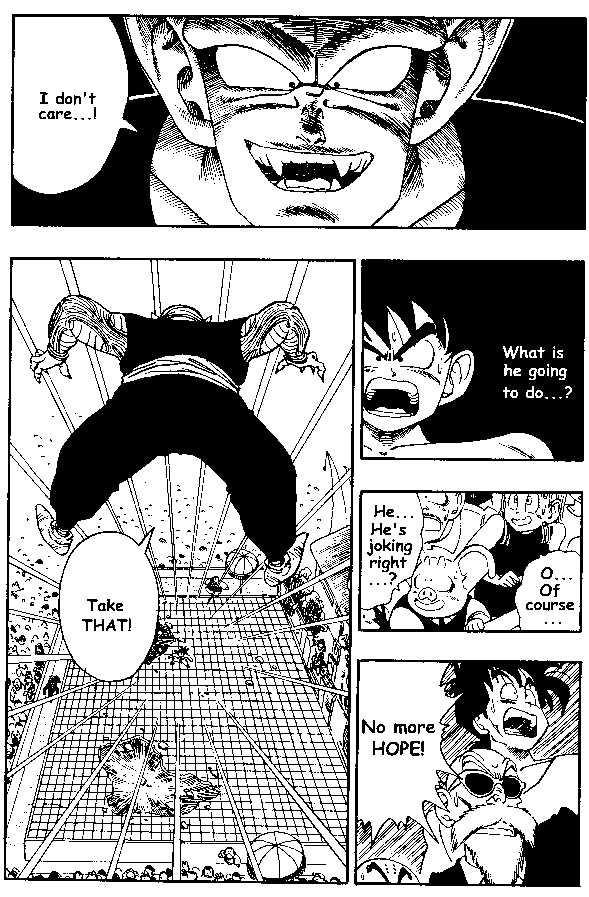 I don't
care...!
What is
he going
to do...?
Take
THAT!
He...
He's
joking
right
...?
O...
Of
course
...
No more
HOPE!